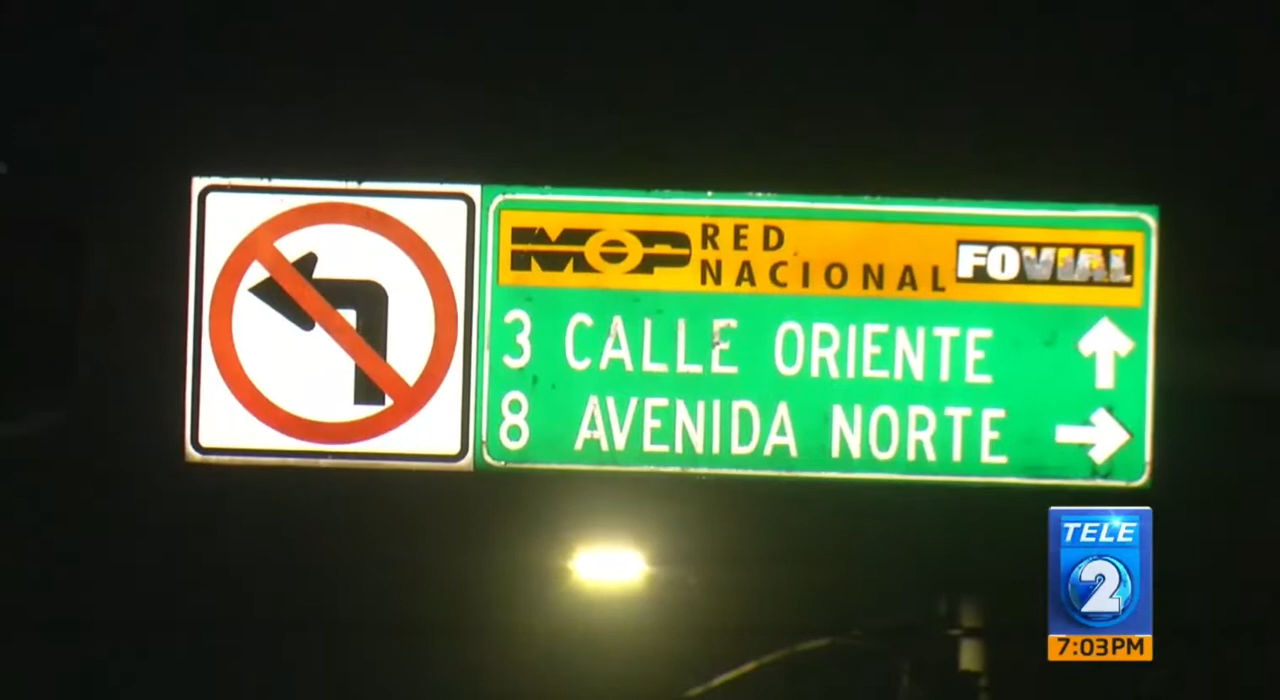 MOP RED NACIONAL FOVIAL
3 CALLE ORIENTE
8 AVENIDA NORTE
TELE
2
7:03PM